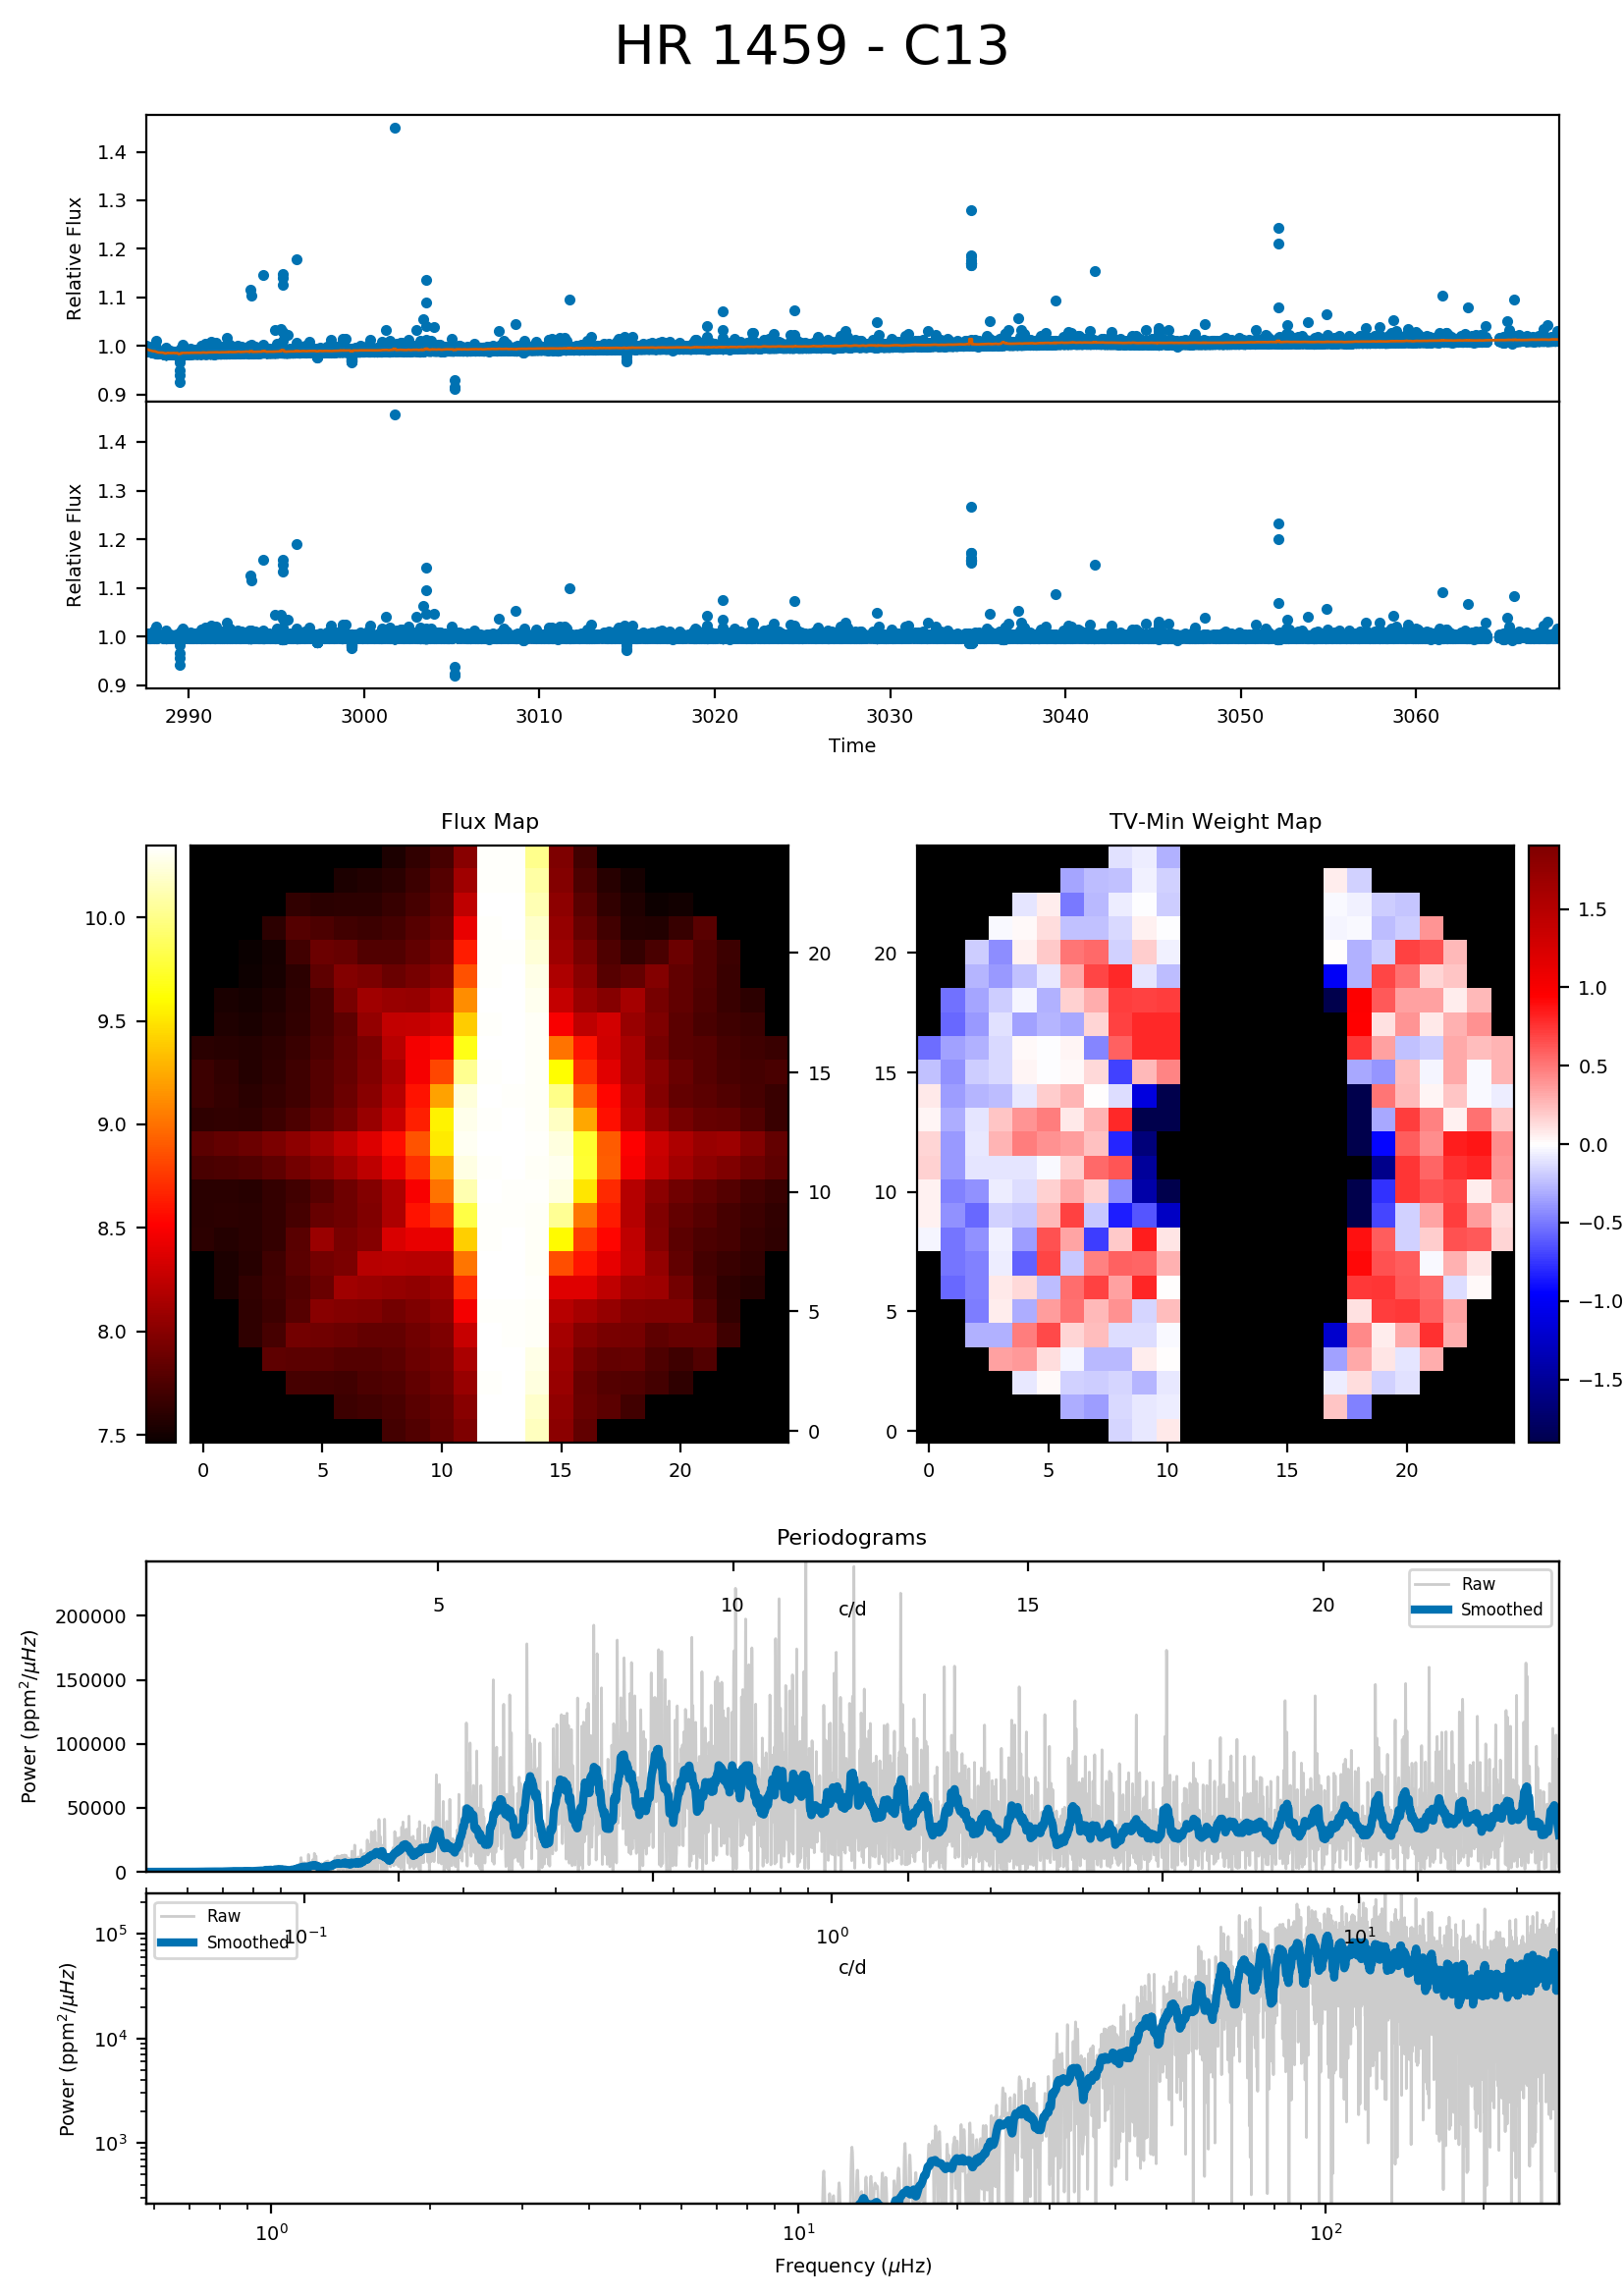 HR 1459 - C13
Relative Flux
1.4
1.3
1.2
1.1
1.0
0.9
Relative Flux
1.4
1.3
1.2
1.1
1.0
0.9
2990 3000 3010 3020 3030 3040 3050 3060
Time
Flux Map
10.0
9.5
9.0
8.5
8.0
7.5
20
15
10
5
0
0 5 10 15 20
TV-Min Weight Map
20
15
10
5
0
0 5 10 15 20
1.5
1.0
0.5
0.0
−0.5
−1.0
−1.5
Periodograms
Power (ppm²/μHz)
200000
150000
100000
50000
0
5 10 15 20
c/d
Raw
Smoothed
Power (ppm²/μHz)
10⁵
10⁴
10³
Raw
Smoothed
10⁻¹ 10⁰ 10¹
c/d
10⁰ 10¹ 10²
Frequency (μHz)